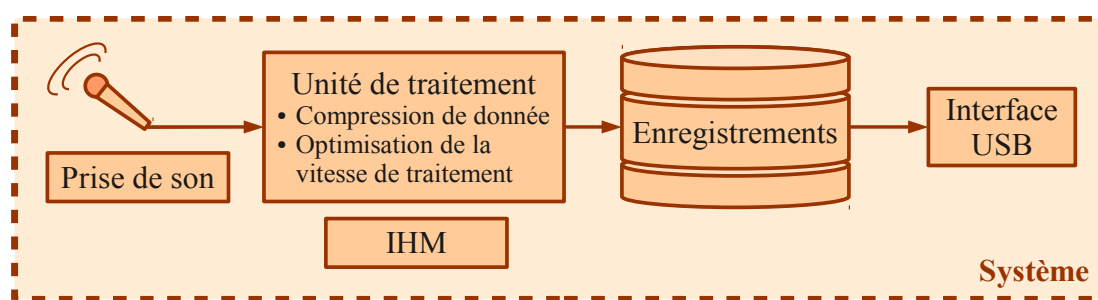 Unité de traitement
• Compression de donnée
• Optimisation de la
vitesse de traitement
Prise de son
IHM
Enregistrements
Interface
USB
Système